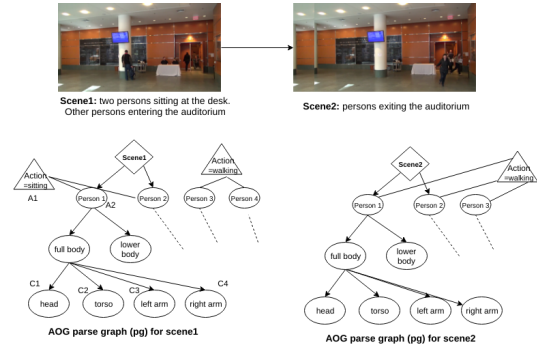 Scene1: two persons sitting at the desk.
Other persons entering the auditorium
Scene2: persons exiting the auditorium
Scene1
Action
=sitting
A1
Action
=walking
Person 1
A2
Person 2
Person 3
Person 4
full body
lower
body
C1
C2
C3
C4
head
torso
left arm
right arm
AOG parse graph (pg) for scene1
Scene2
Action
=walking
Person 1
Person 2
Person 3
full body
lower
body
head
torso
left arm
right arm
AOG parse graph (pg) for scene2